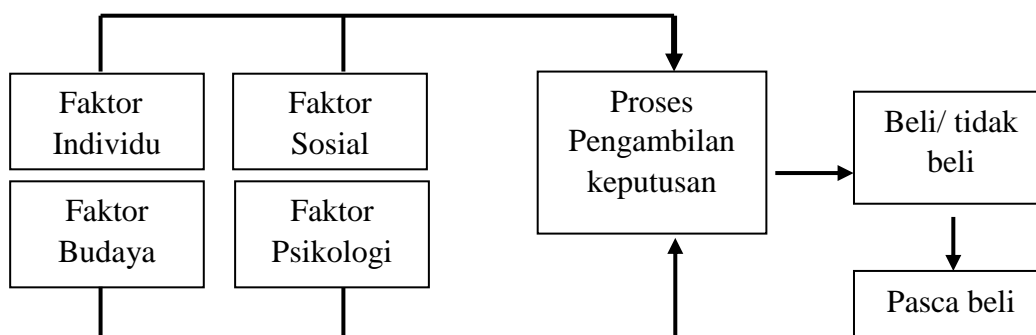 Faktor
Individu
Faktor
Sosial
Proses
Pengambilan
keputusan
Beli/ tidak
beli
Faktor
Budaya
Faktor
Psikologi
Pasca beli